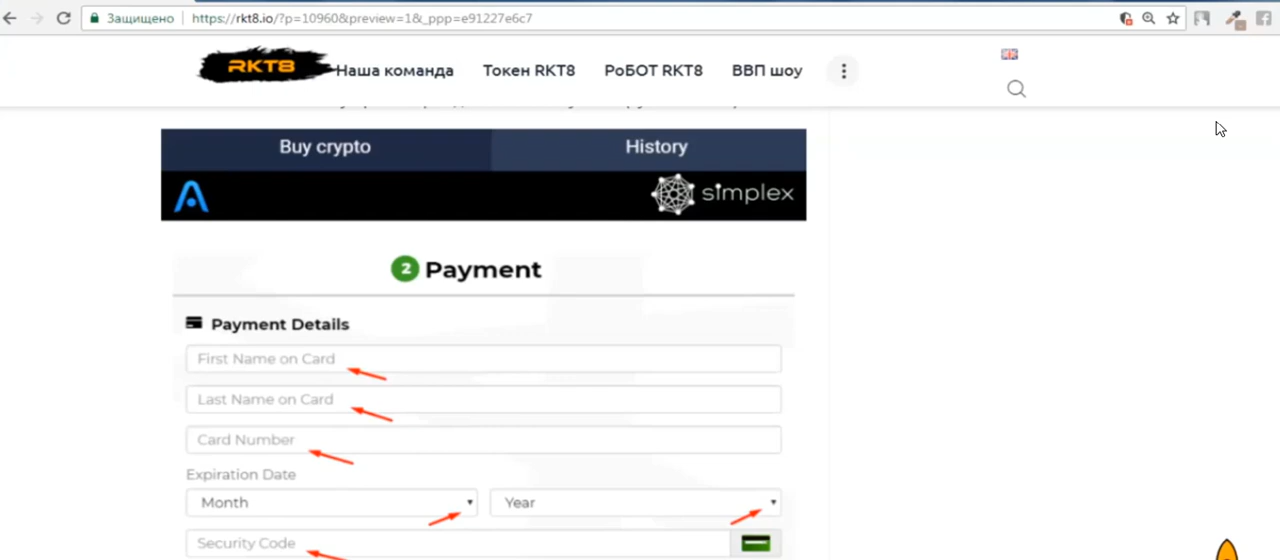 Защищено https://rkt8.io/?p=10960&preview=1&_ppp=e91227e6c7
RKT8 Наша команда Токен RKT8 РоБОТ RKT8 ВВП шоу
Buy crypto History
simplex
2 Payment
Payment Details
First Name on Card
Last Name on Card
Card Number
Expiration Date
Month Year
Security Code